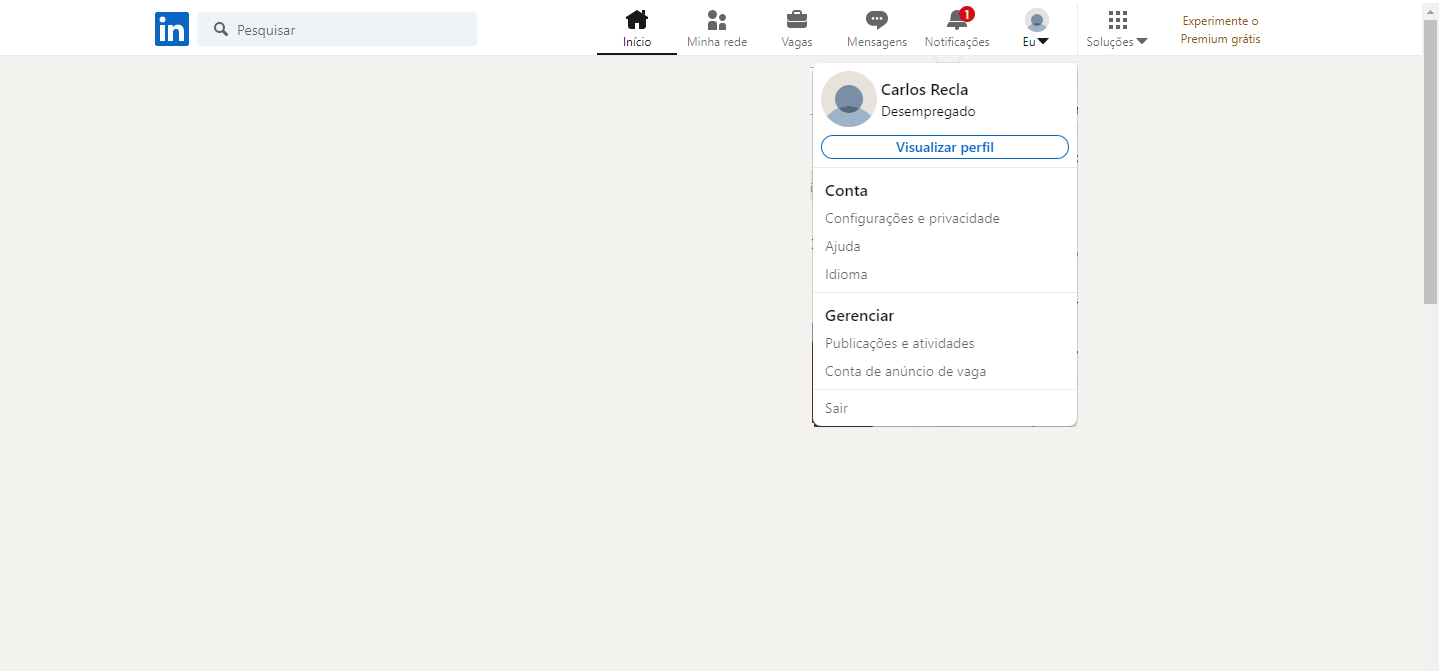 in
Pesquisar
Início
Minha rede
Vagas
Mensagens
1
Notificações
Eu
Soluções
Experimente o
Premium grátis
Carlos Recla
Desempregado
Visualizar perfil
Conta
Configurações e privacidade
Ajuda
Idioma
Gerenciar
Publicações e atividades
Conta de anúncio de vaga
Sair